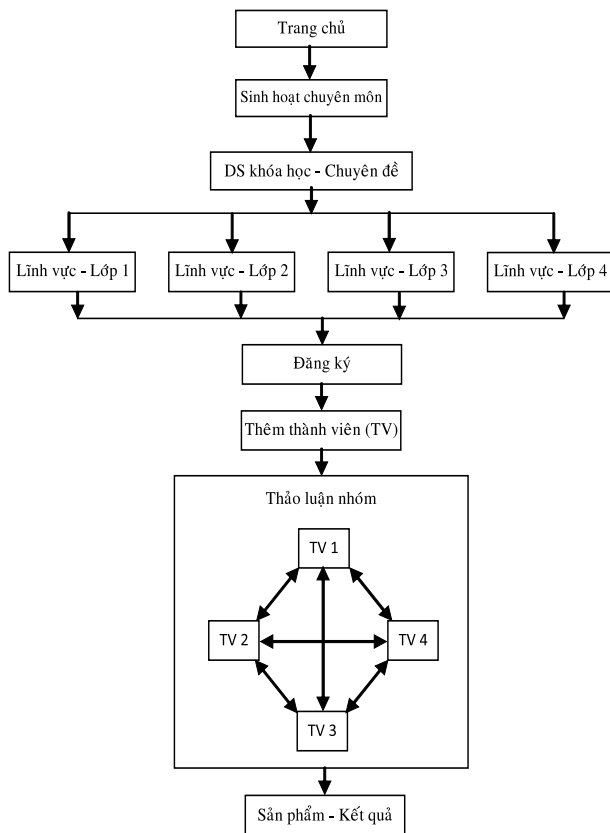 Trang chủ
Sinh hoạt chuyên môn
DS khóa học - Chuyên đề
Lĩnh vực - Lớp 1
Lĩnh vực - Lớp 2
Lĩnh vực - Lớp 3
Lĩnh vực - Lớp 4
Đăng ký
Thêm thành viên (TV)
Thảo luận nhóm
TV 1
TV 2
TV 4
TV 3
Sản phẩm - Kết quả